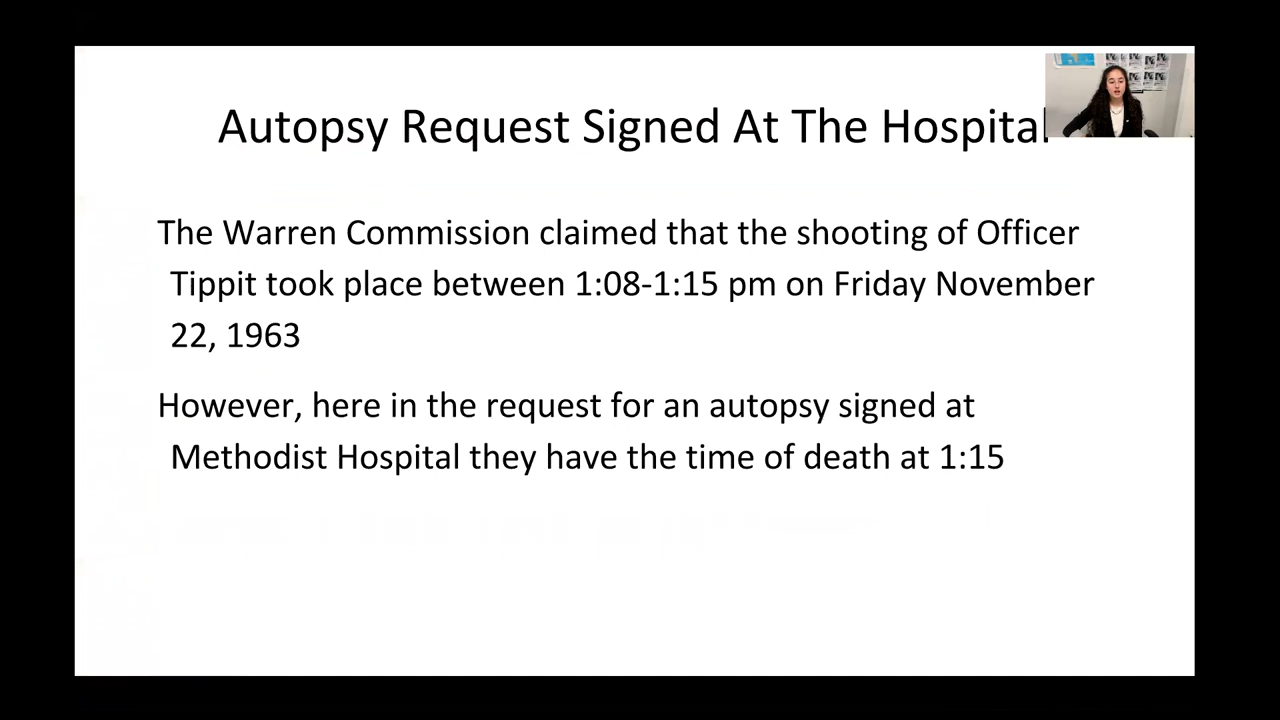 Autopsy Request Signed At The Hospital
The Warren Commission claimed that the shooting of Officer
Tippit took place between 1:08-1:15 pm on Friday November
22, 1963
However, here in the request for an autopsy signed at
Methodist Hospital they have the time of death at 1:15